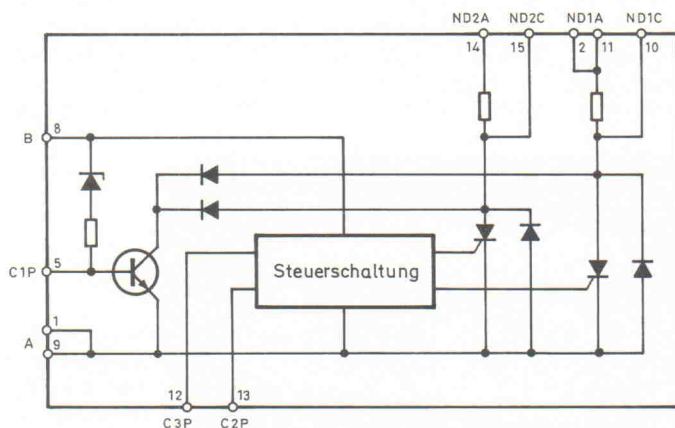 ND2A ND2C ND1A ND1C
14 15 2 11 10
B 8
C1P 5
Steuerschaltung
1
A
9
12 13
C3P C2P